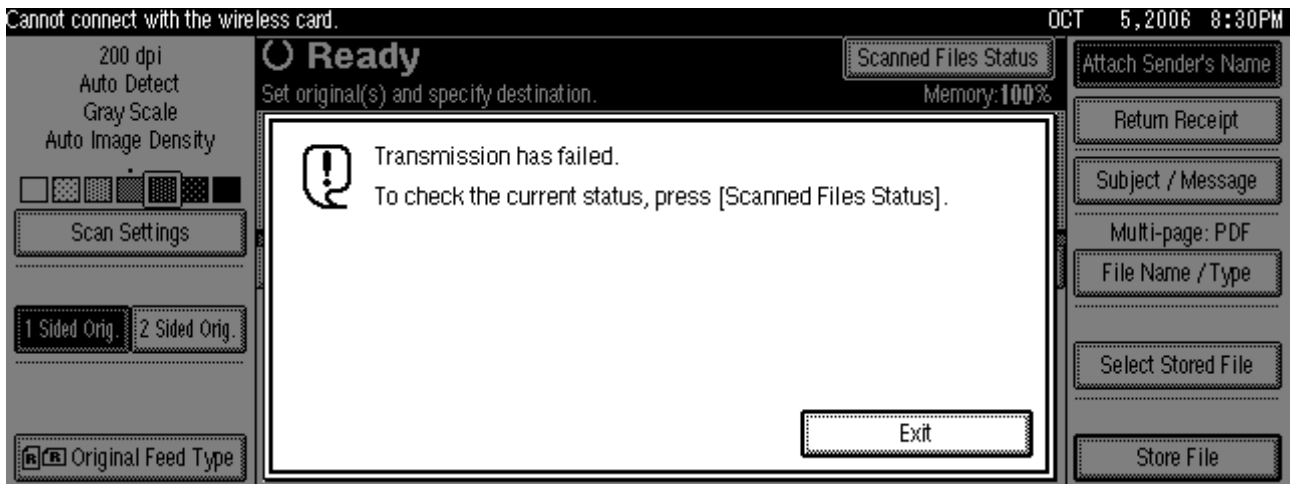 Cannot connect with the wireless card. OCT 5,2006 8:30PM
200 dpi
Auto Detect
Gray Scale
Auto Image Density
Scan Settings
1 Sided Orig. 2 Sided Orig.
R R Original Feed Type
Ready
Scanned Files Status
Set original(s) and specify destination. Memory:100%
Transmission has failed.
To check the current status, press [Scanned Files Status].
Exit
Attach Sender's Name
Return Receipt
Subject / Message
Multi-page: PDF
File Name / Type
Select Stored File
Store File